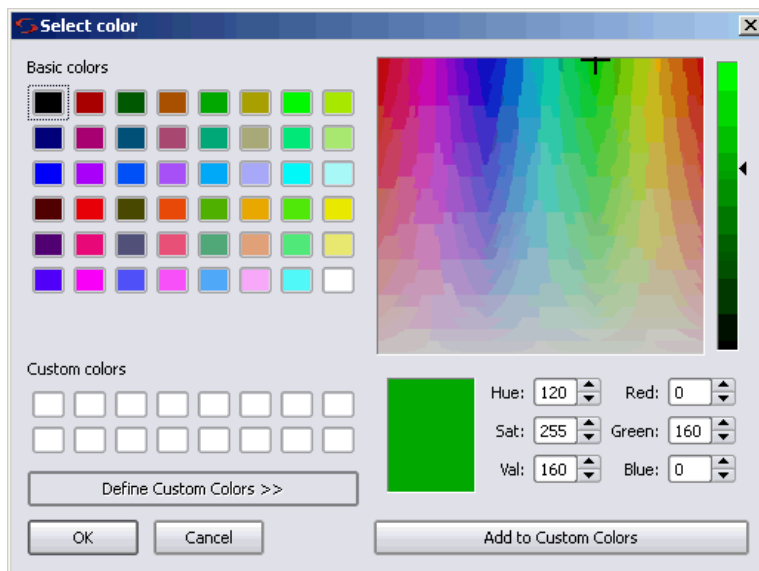 Select color
Basic colors
Custom colors
Hue: 120 Red: 0
Sat: 255 Green: 160
Val: 160 Blue: 0
Define Custom Colors >>
OK Cancel Add to Custom Colors